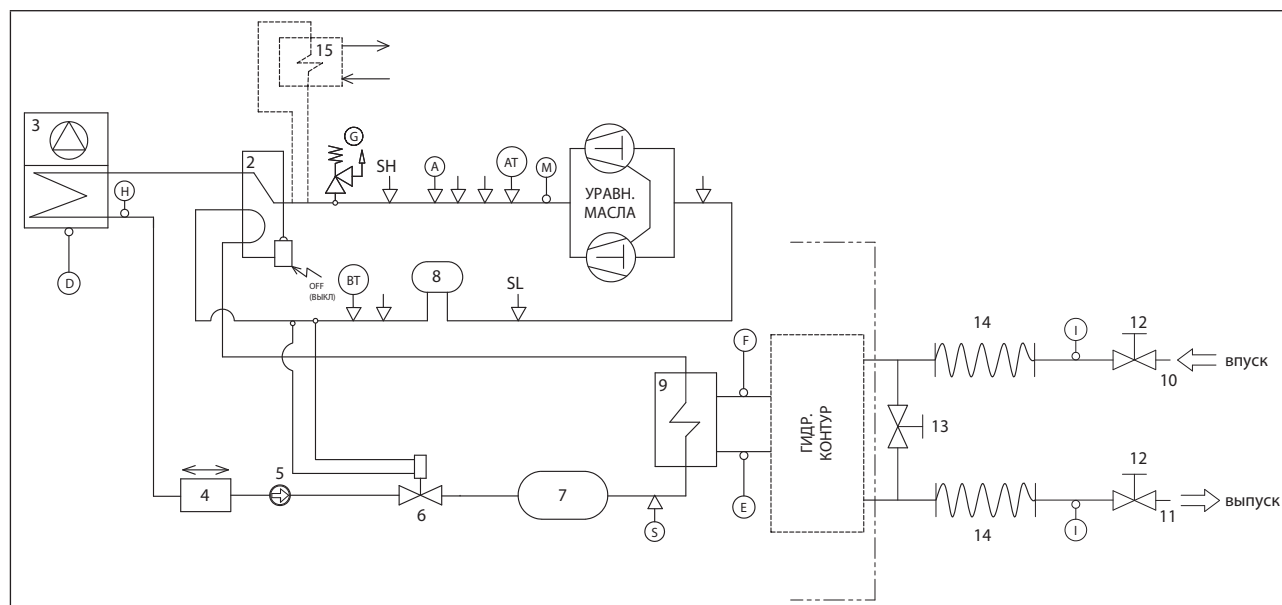 15
3
2
G
SH
A
AT
M
H
УРАВН.
МАСЛА
D
OFF
(ВЫКЛ)
BT
8
SL
14
I
12
впуск
10
F
9
ГИДР.
КОНТУР
13
4
5
6
7
S
E
14
I
12
выпуск
11